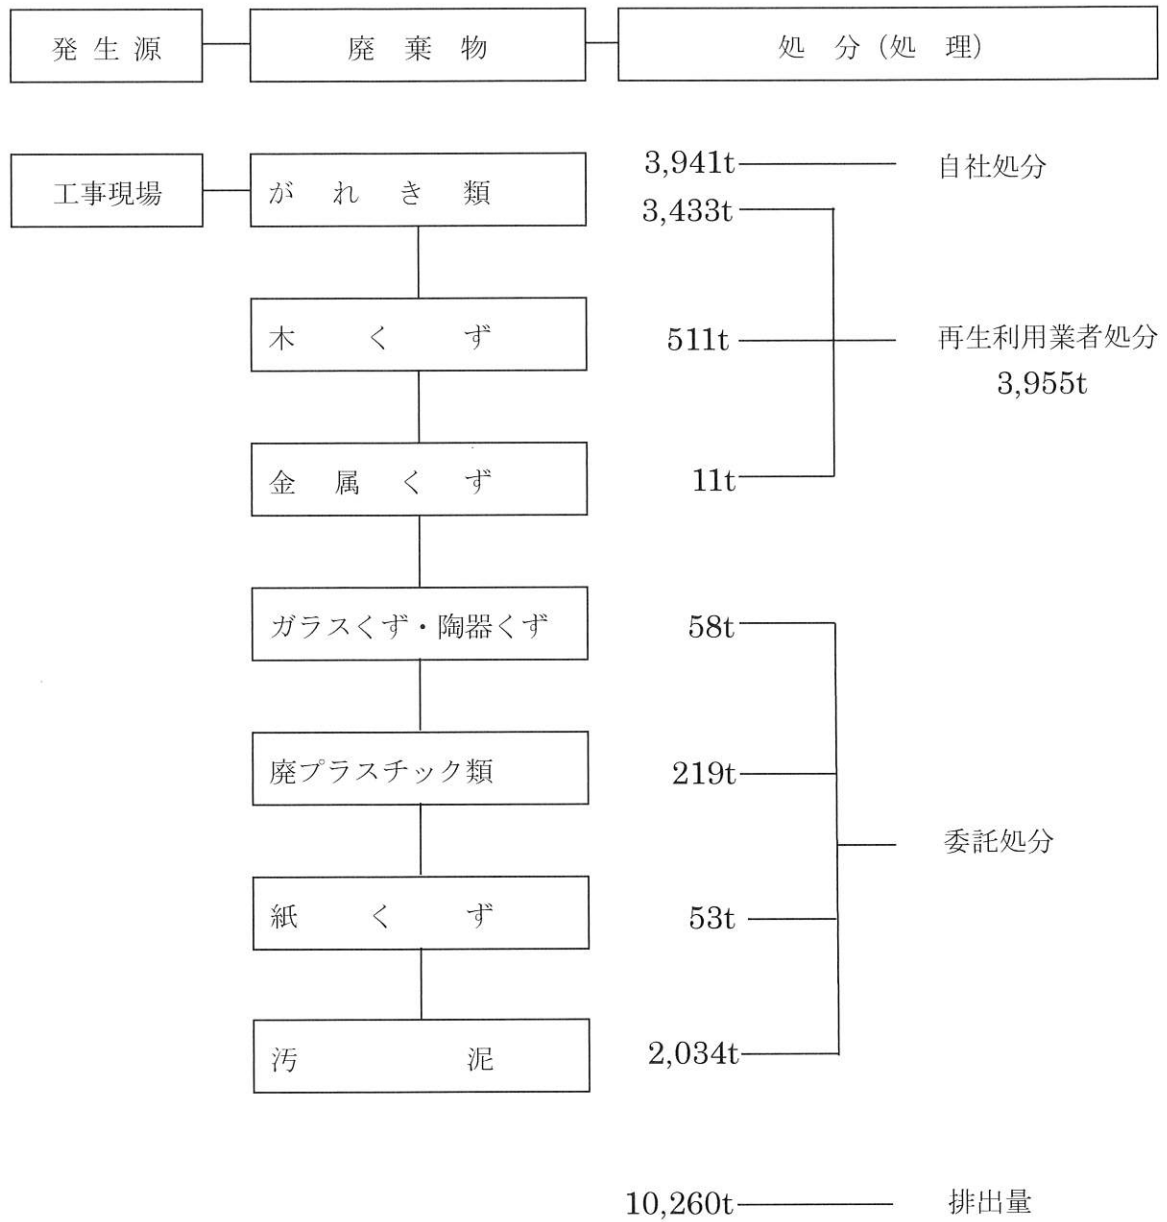 発生源 廃棄物 処分（処理）
工事現場 がれき類 3,941t 自社処分
3,433t
木くず 511t 再生利用業者処分
3,955t
金属くず 11t
ガラスくず・陶器くず 58t
廃プラスチック類 219t
委託処分
紙くず 53t
汚泥 2,034t
10,260t 排出量